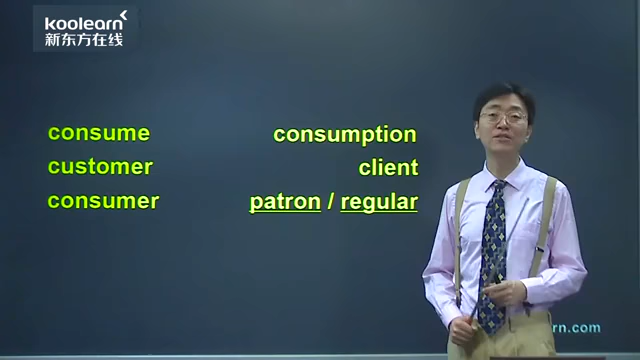 koolearn
新东方在线
consume consumption
customer client
consumer patron / regular
rn.com